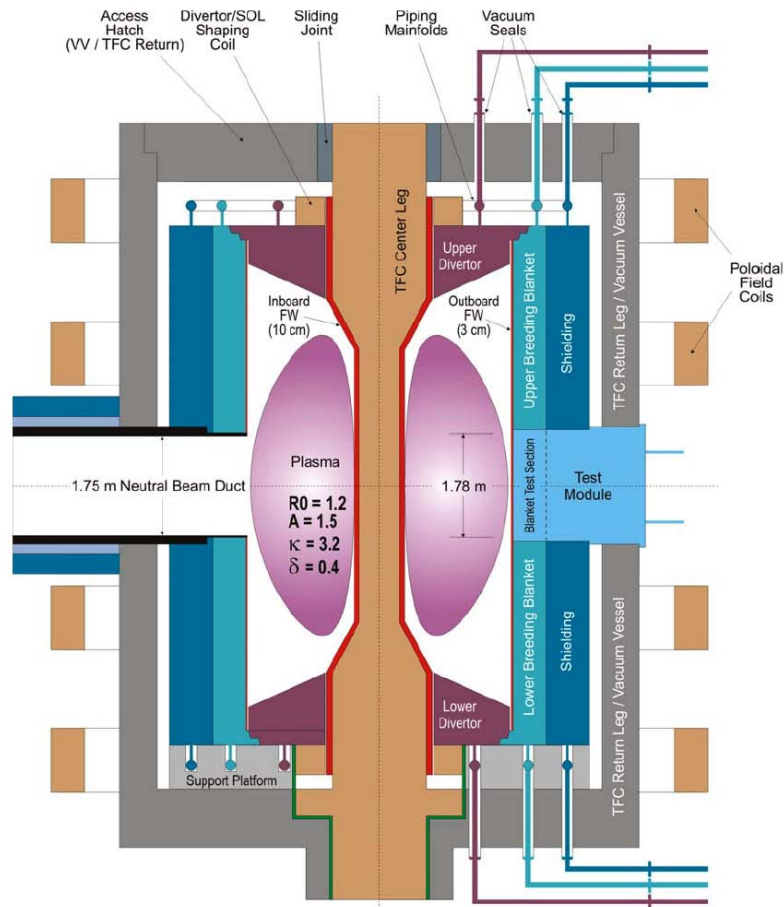 Access
Hatch
(VV / TFC Return)
Divertor/SOL
Shaping
Coil
Sliding
Joint
Piping
Mainfolds
Vacuum
Seals
TFC Center Leg
Upper
Divertor
Inboard
FW
(10 cm)
Outboard
FW
(3 cm)
Upper Breeding Blanket
Shielding
TFC Return Leg / Vacuum Vessel
Poloidal
Field
Coils
1.75 m Neutral Beam Duct
Plasma
R0 = 1.2
A = 1.5
κ = 3.2
δ = 0.4
1.78 m
Blanket Test Section
Test
Module
Lower Breeding Blanket
Shielding
TFC Return Leg / Vacuum Vessel
Lower
Divertor
Support Platform